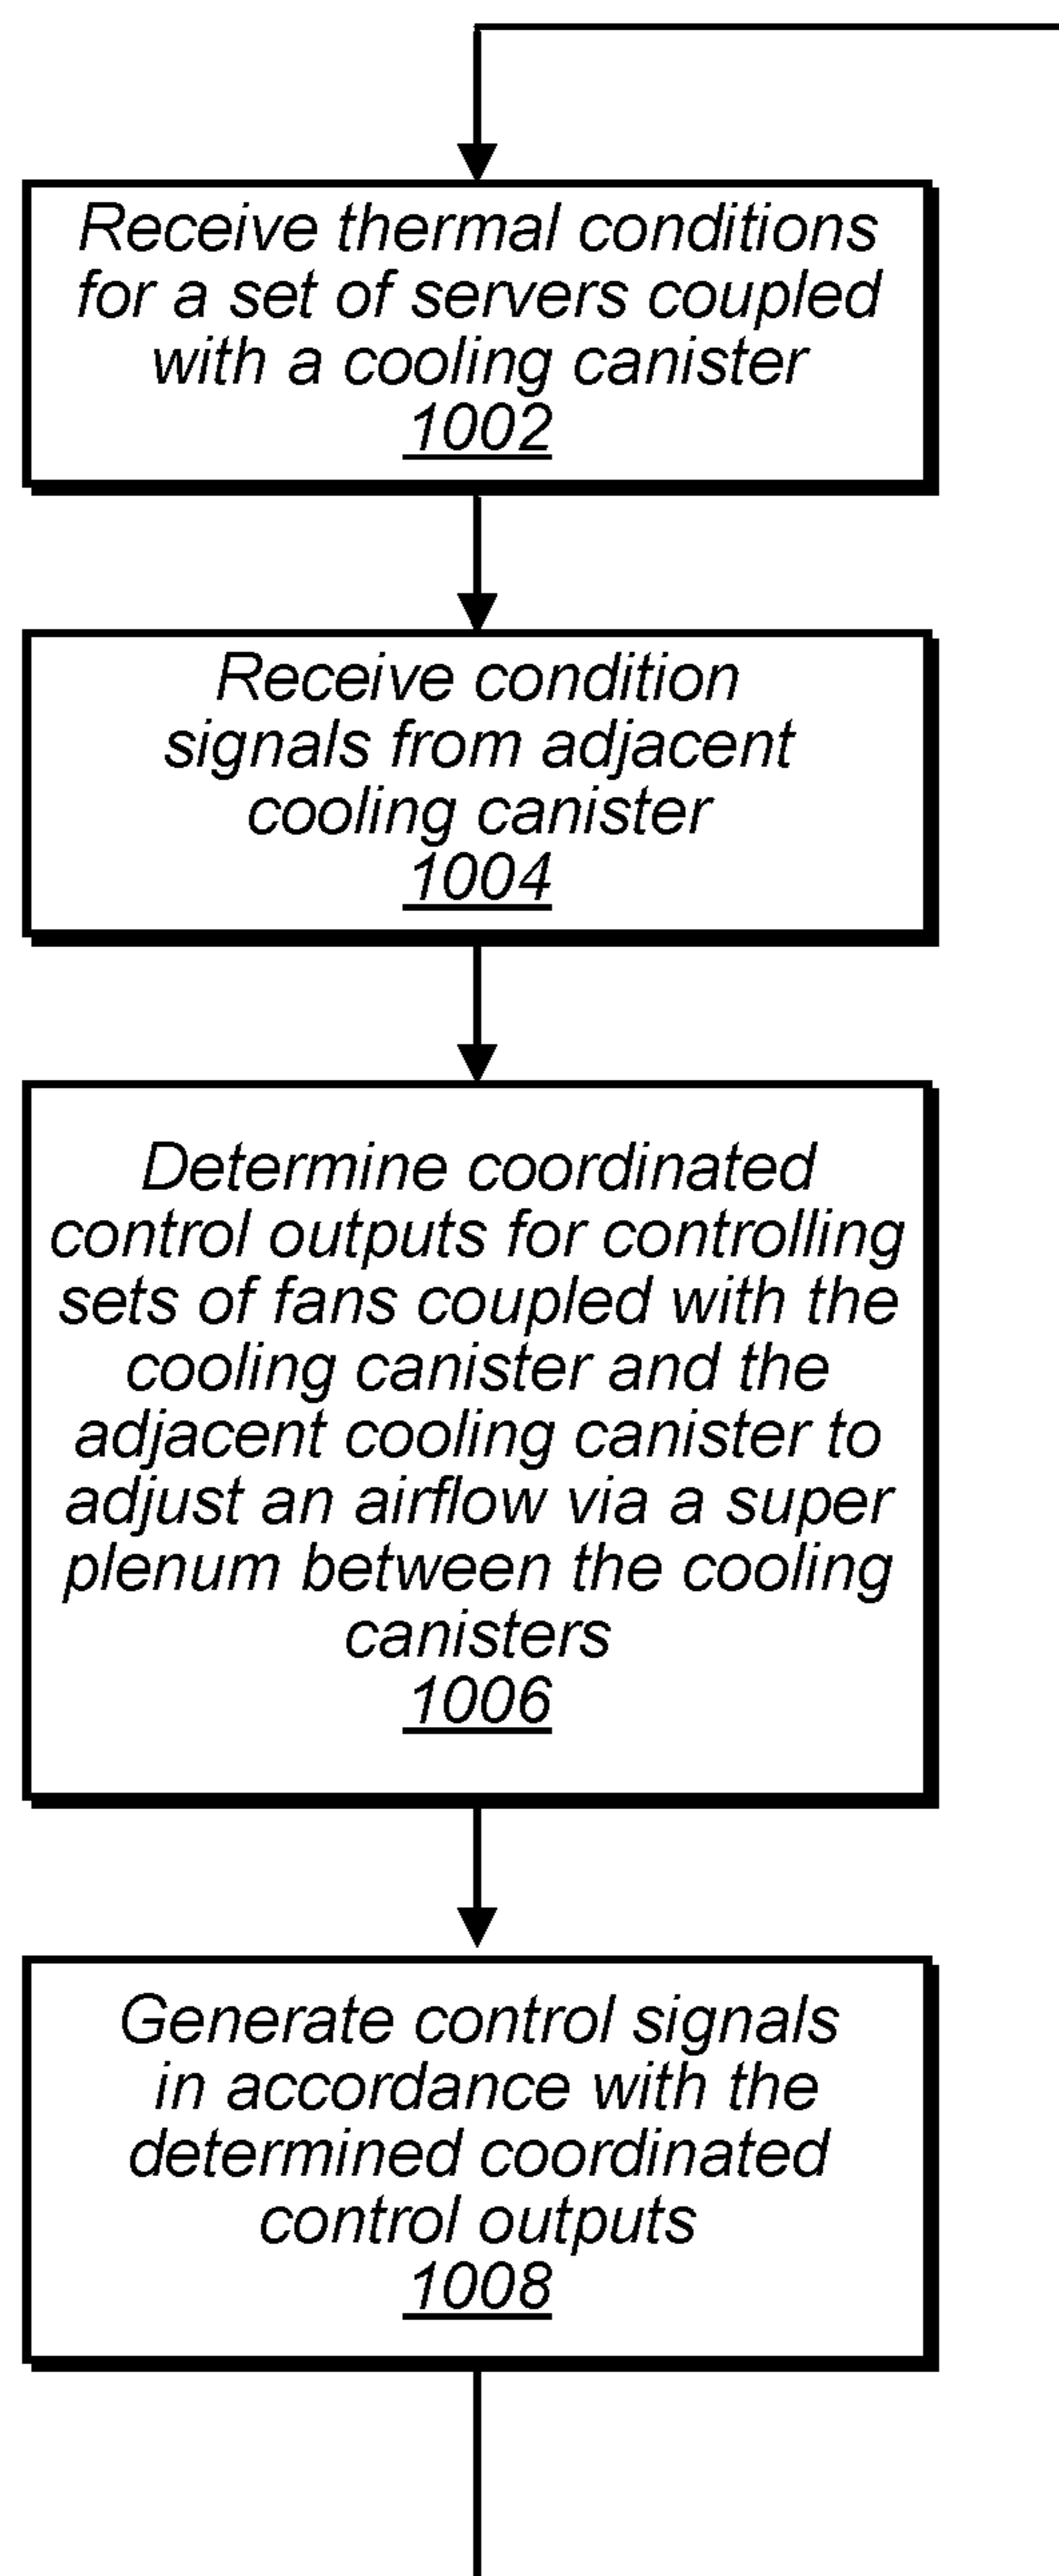 Receive thermal conditions
for a set of servers coupled
with a cooling canister
1002
Receive condition
signals from adjacent
cooling canister
1004
Determine coordinated
control outputs for controlling
sets of fans coupled with the
cooling canister and the
adjacent cooling canister to
adjust an airflow via a super
plenum between the cooling
canisters
1006
Generate control signals
in accordance with the
determined coordinated
control outputs
1008